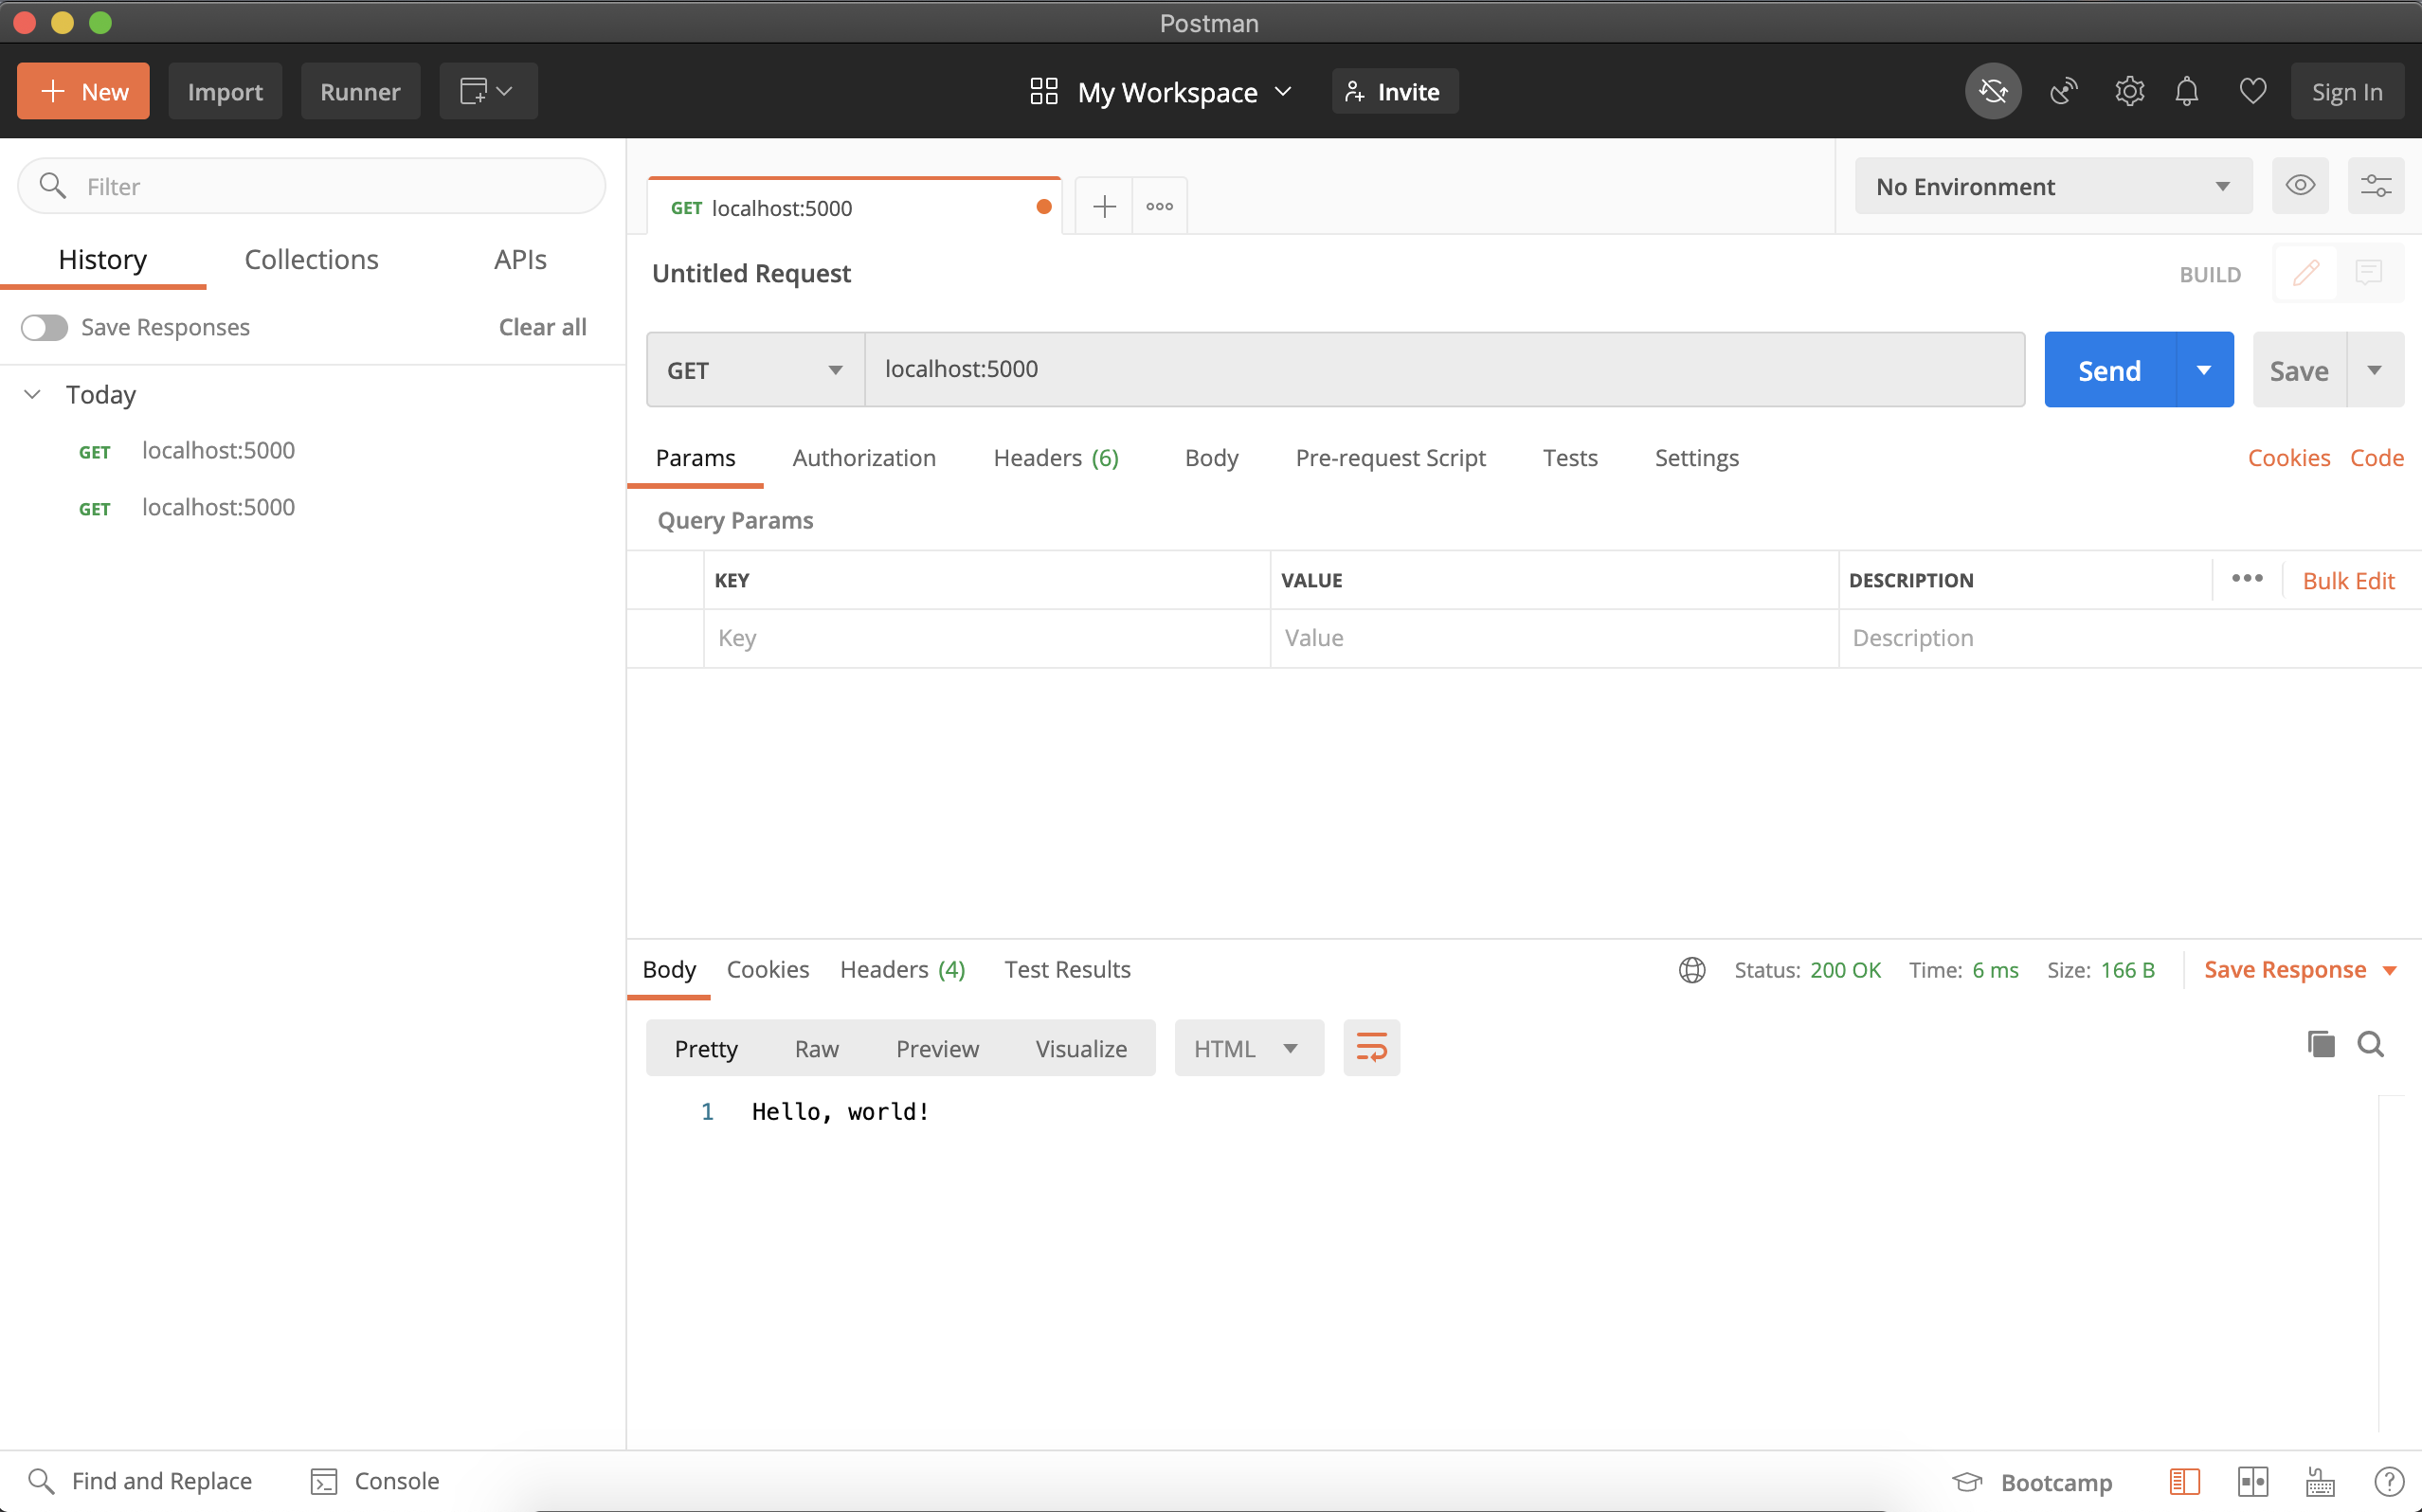 Postman
New Import Runner My Workspace Invite Sign In
Filter
History Collections APIs
Save Responses Clear all
Today
GET localhost:5000
GET localhost:5000
GET localhost:5000
No Environment
Untitled Request
BUILD
GET localhost:5000 Send Save
Params Authorization Headers (6) Body Pre-request Script Tests Settings Cookies Code
Query Params
KEY VALUE DESCRIPTION Bulk Edit
Key Value Description
Body Cookies Headers (4) Test Results Status: 200 OK Time: 6 ms Size: 166 B Save Response
Pretty Raw Preview Visualize HTML
1 Hello, world!
Find and Replace Console Bootcamp